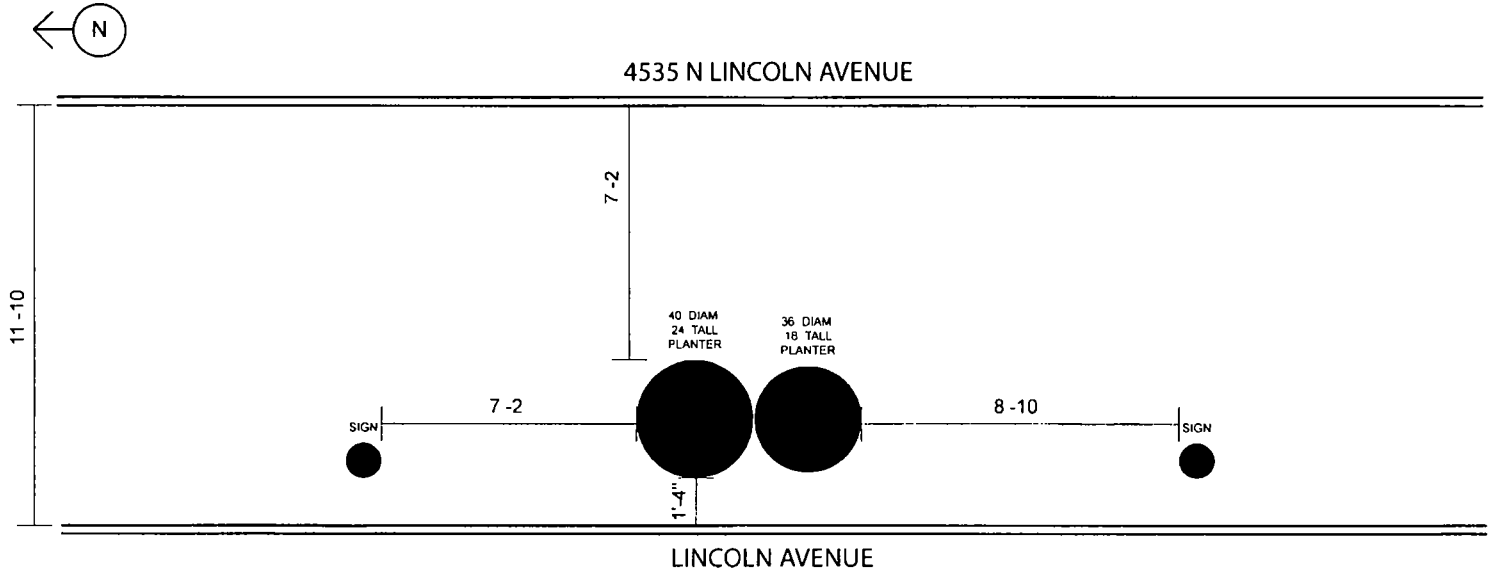 N
4535 N LINCOLN AVENUE
7 -2
11 -10
40 DIAM
24 TALL
PLANTER
36 DIAM
18 TALL
PLANTER
7 -2
8 -10
SIGN
SIGN
1'-4"
LINCOLN AVENUE